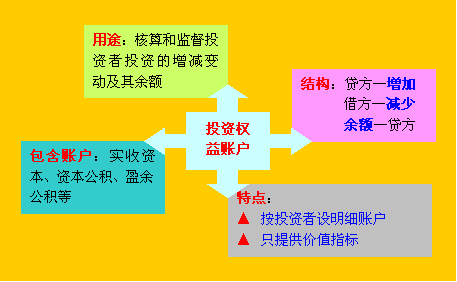 用途：核算和监督投
资者投资的增减变
动及其余额
结构：贷方—增加
借方—减少
余额—贷方
投资权
益账户
包含账户：实收资
本、资本公积、盈余
公积等
特点：
▲ 按投资者设明细账户
▲ 只提供价值指标